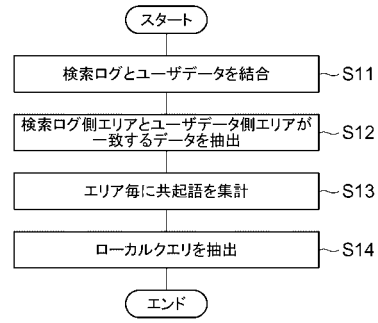 スタート
検索ログとユーザデータを結合
S11
検索ログ側エリアとユーザデータ側エリアが
一致するデータを抽出
S12
エリア毎に共起語を集計
S13
ローカルクエリを抽出
S14
エンド